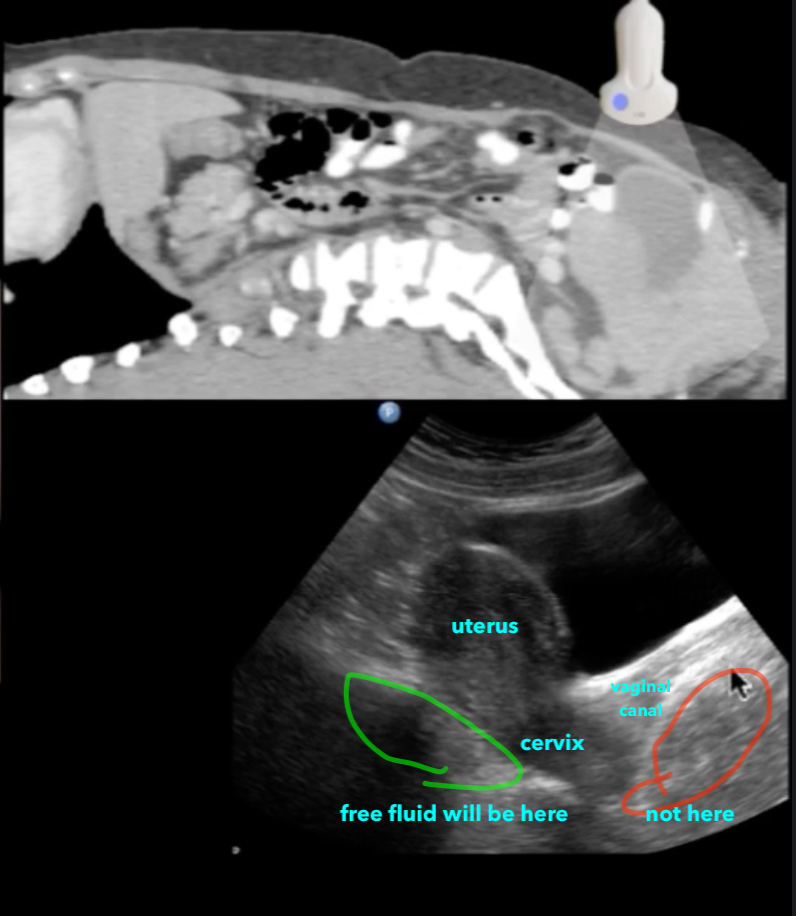 P
uterus
vaginal
canal
cervix
free fluid will be here
not here